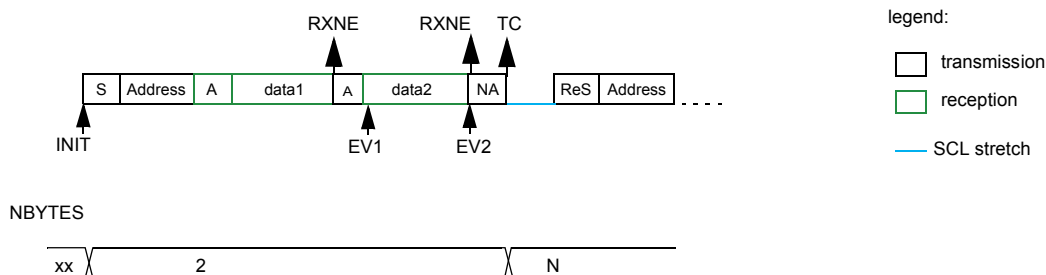 RXNE RXNE TC
S Address A data1 A data2 NA ReS Address
INIT EV1 EV2
legend:
transmission
reception
SCL stretch
NBYTES
xx 2 N